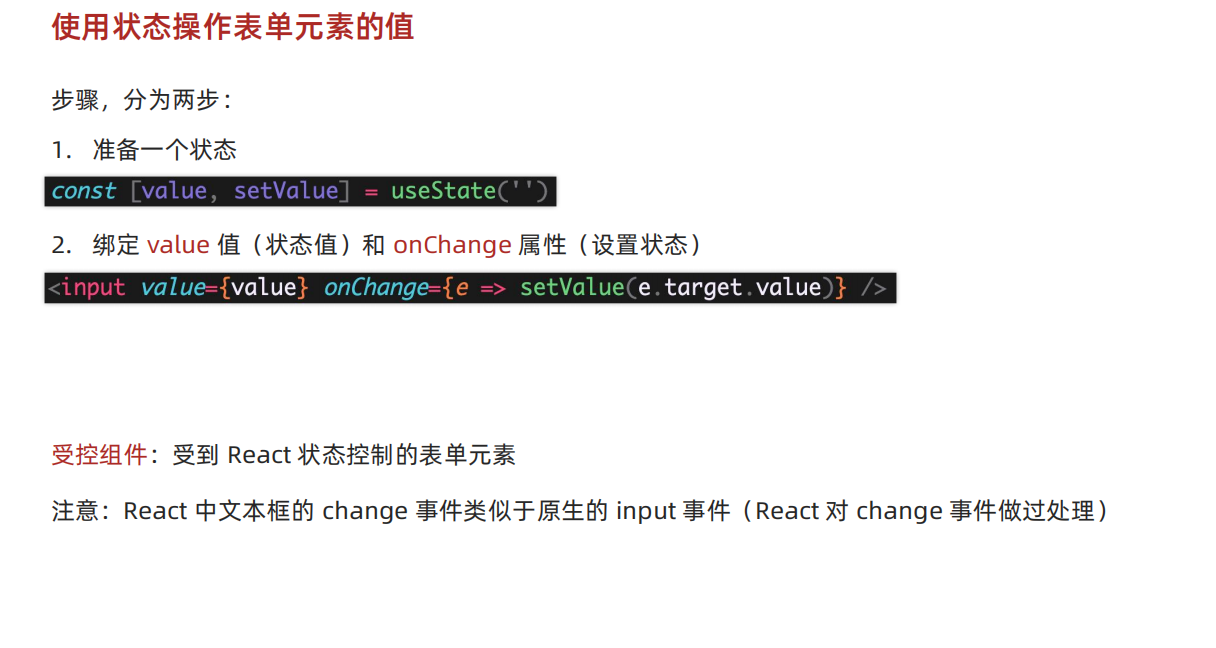 使用状态操作表单元素的值
步骤，分为两步：
1. 准备一个状态
const [value, setValue] = useState('')
2. 绑定 value 值（状态值）和 onChange 属性（设置状态）
<input value={value} onChange={e => setValue(e.target.value)} />
受控组件：受到 React 状态控制的表单元素
注意：React 中文本框的 change 事件类似于原生的 input 事件（React 对 change 事件做过处理）